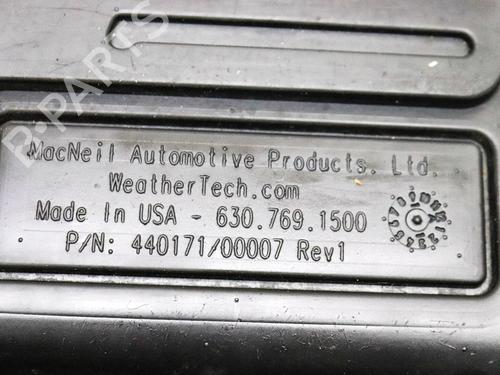 MacNeil Automotive Products. Ltd.
WeatherTech.com
Made In USA - 630.769.1500
P/N: 440171/00007 Rev1
R-PARTS